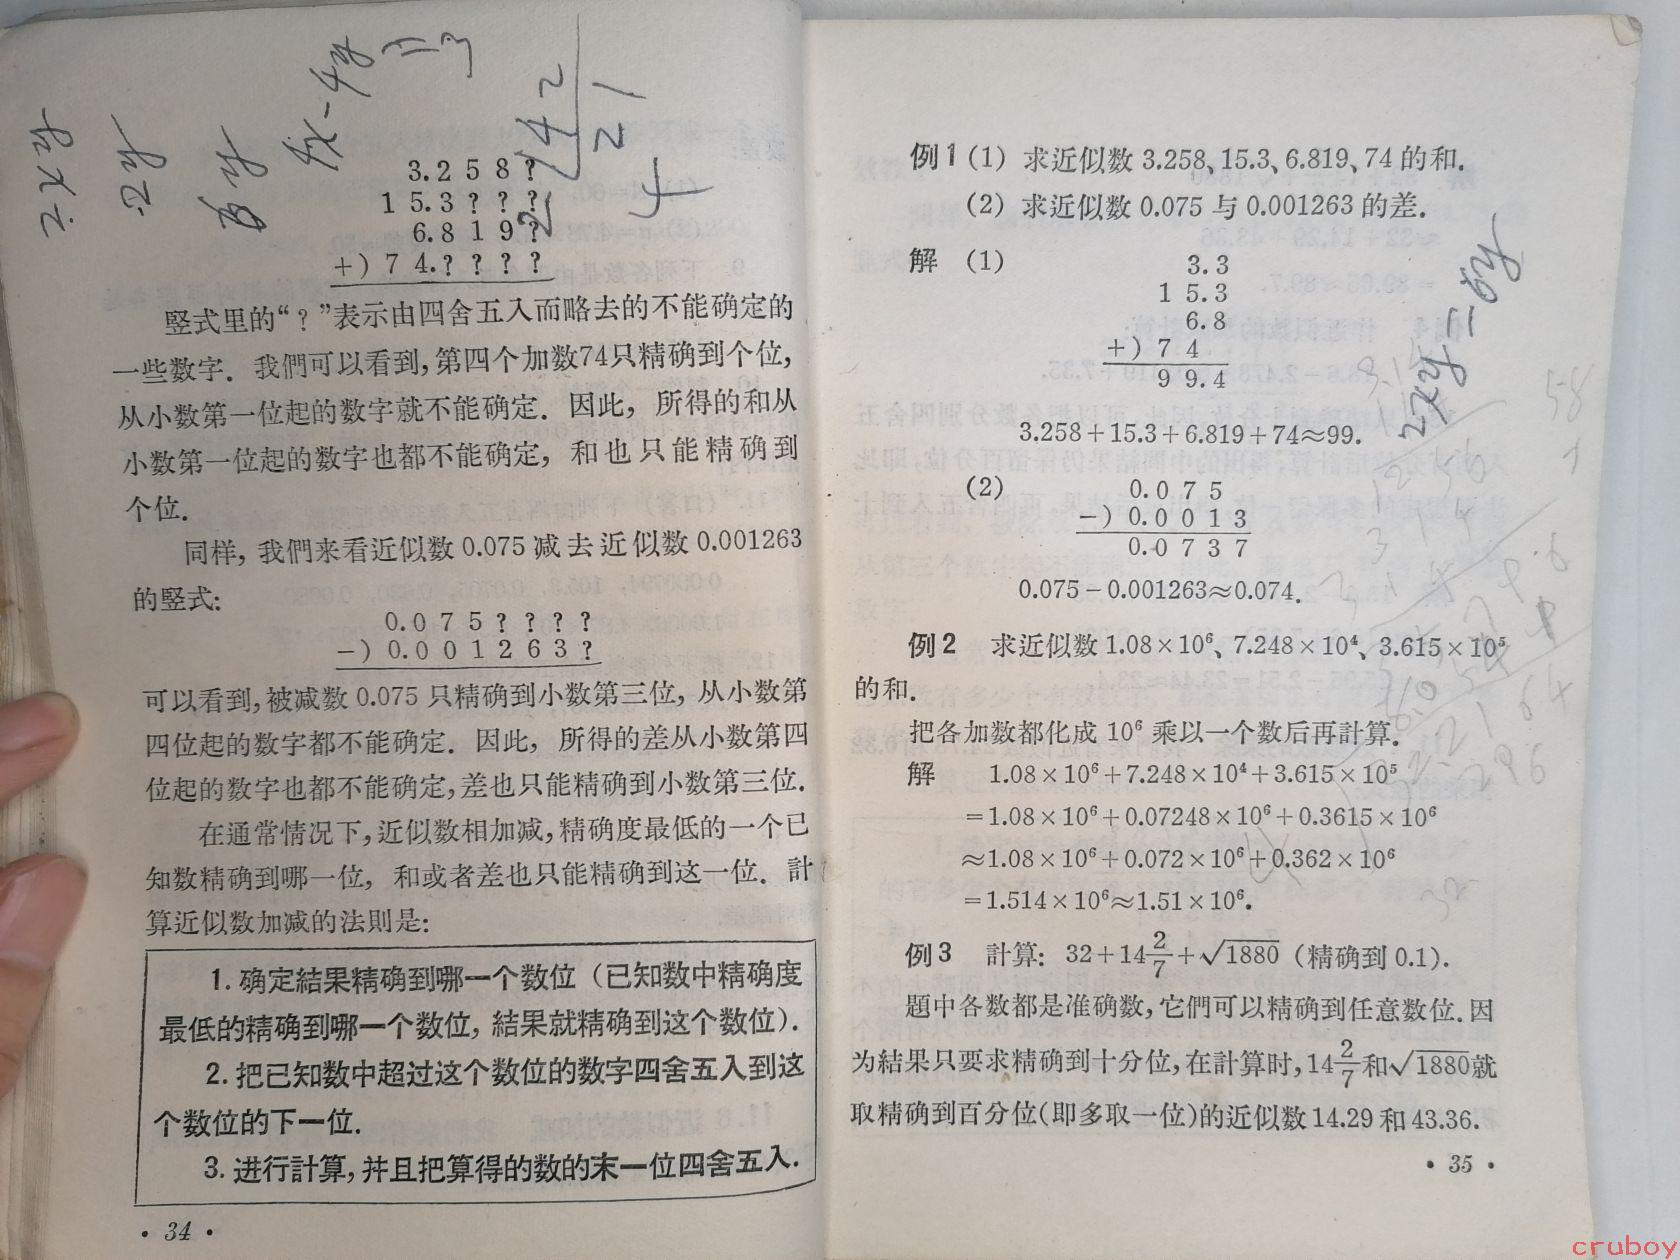 3.258?
15.3???
6.819?
+)74.????
竪式里的“?”表示由四舍五入而略去的不能确定的
一些数字．我們可以看到，第四个加数74只精确到个位，
从小数第一位起的数字就不能确定．因此，所得的和从
小数第一位起的数字也都不能确定，和也只能精确到
个位．
同样，我們来看近似数0.075减去近似数0.001263
的竪式：
0.075????
−)0.001263?
可以看到，被减数0.075只精确到小数第三位，从小数第
四位起的数字都不能确定．因此，所得的差从小数第四
位起的数字也都不能确定，差也只能精确到小数第三位．
在通常情况下，近似数相加减，精确度最低的一个已
知数精确到哪一位，和或者差也只能精确到这一位．計
算近似数加减的法則是：
1.确定結果精确到哪一个数位（已知数中精确度
最低的精确到哪一个数位，結果就精确到这个数位）．
2.把已知数中超过这个数位的数字四舍五入到这
个数位的下一位．
3.进行計算，幷且把算得的数的末一位四舍五入．
·34·
例1(1) 求近似数3.258、15.3、6.819、74的和．
(2) 求近似数0.075与0.001263的差．
解 (1)
3.3
15.3
6.8
+)74
99.4
3.258+15.3+6.819+74≈99.
(2)
0.075
−)0.0013
0.0737
0.075−0.001263≈0.074.
例2 求近似数1.08×10⁶、7.248×10⁴、3.615×10⁵
的和．
把各加数都化成10⁶乘以一个数后再計算．
解 1.08×10⁶+7.248×10⁴+3.615×10⁵
=1.08×10⁶+0.07248×10⁶+0.3615×10⁶
≈1.08×10⁶+0.072×10⁶+0.362×10⁶
=1.514×10⁶≈1.51×10⁶.
例3 計算：32+14 2/7+√1880（精确到0.1）．
題中各数都是准确数，它們可以精确到任意数位．因
为結果只要求精确到十分位，在計算时，14 2/7和√1880就
取精确到百分位（即多取一位）的近似数14.29和43.36.
·35·
cruboy